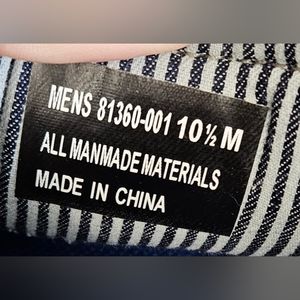 MENS 81360-001 10½ M
ALL MANMADE MATERIALS
MADE IN CHINA